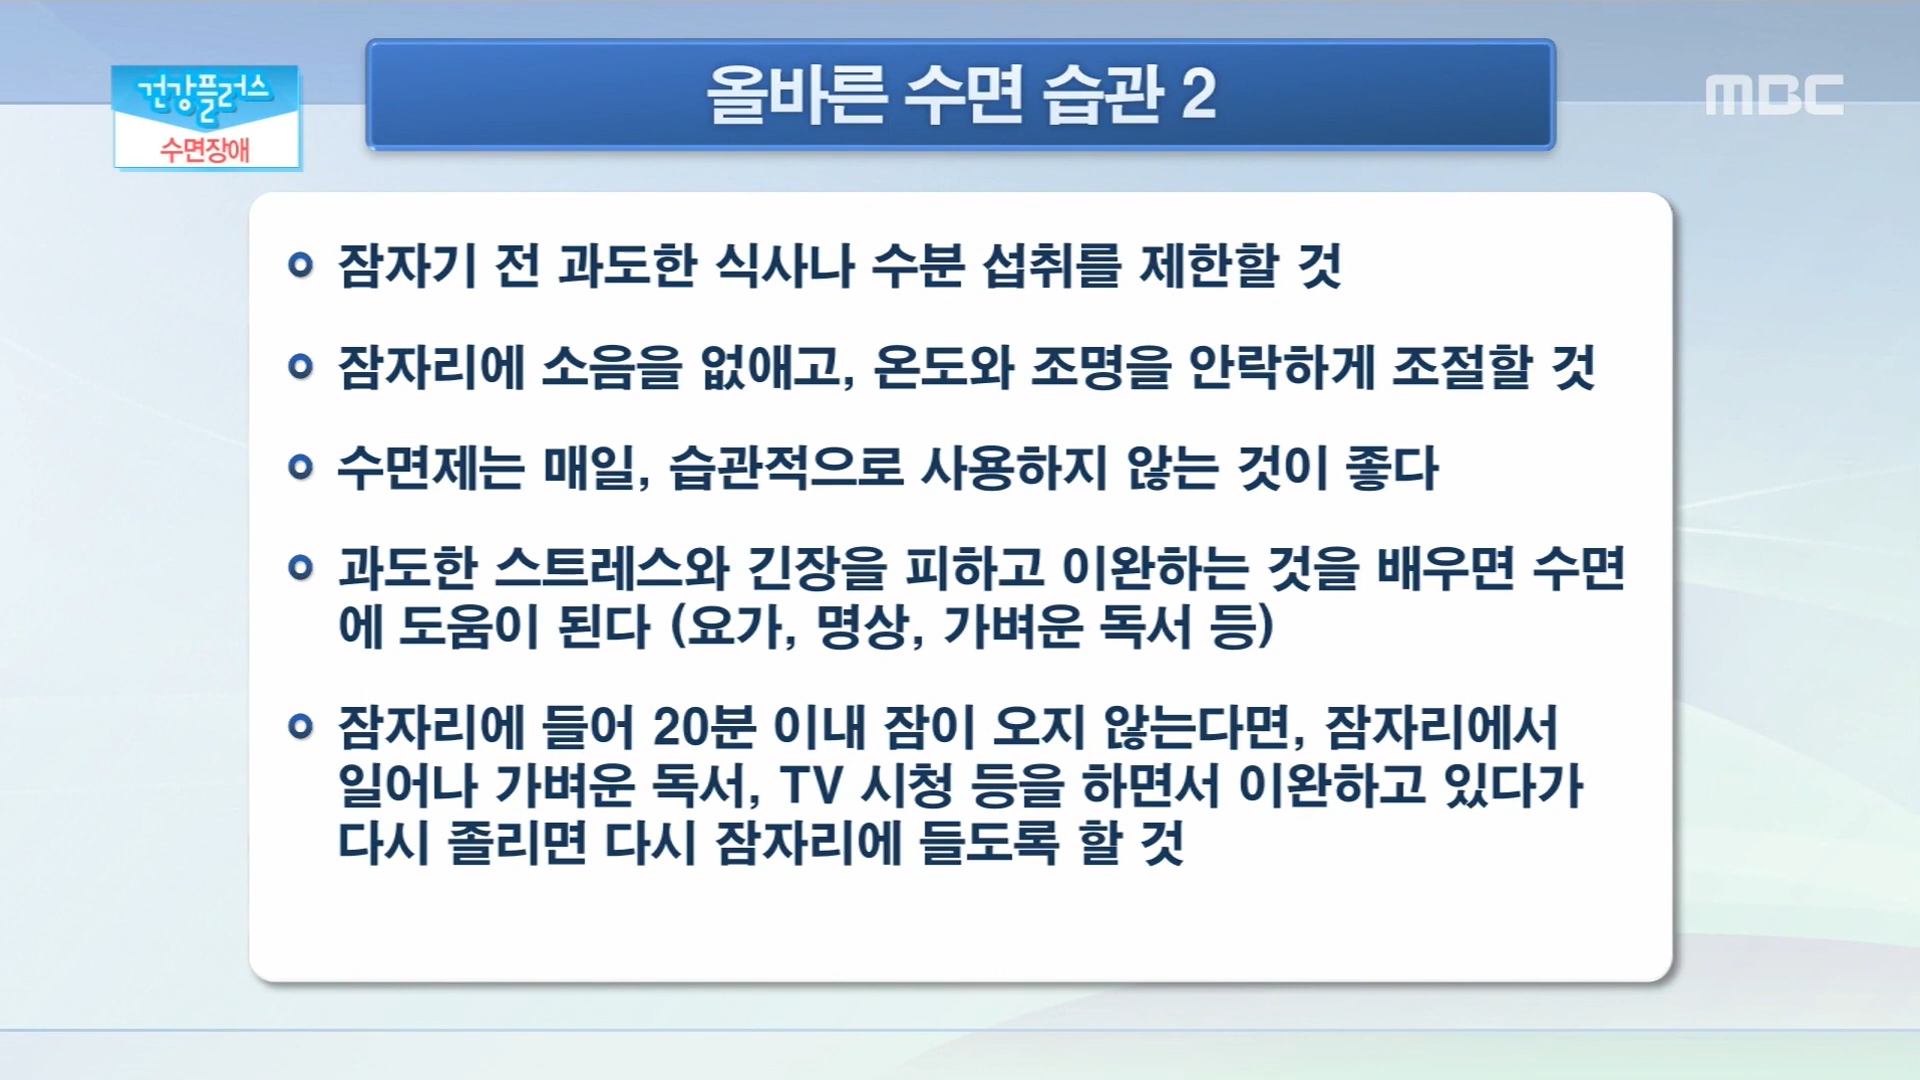 건강플러스
수면장애
올바른 수면 습관 2
MBC
잠자기 전 과도한 식사나 수분 섭취를 제한할 것
잠자리에 소음을 없애고, 온도와 조명을 안락하게 조절할 것
수면제는 매일, 습관적으로 사용하지 않는 것이 좋다
과도한 스트레스와 긴장을 피하고 이완하는 것을 배우면 수면
에 도움이 된다 (요가, 명상, 가벼운 독서 등)
잠자리에 들어 20분 이내 잠이 오지 않는다면, 잠자리에서
일어나 가벼운 독서, TV 시청 등을 하면서 이완하고 있다가
다시 졸리면 다시 잠자리에 들도록 할 것